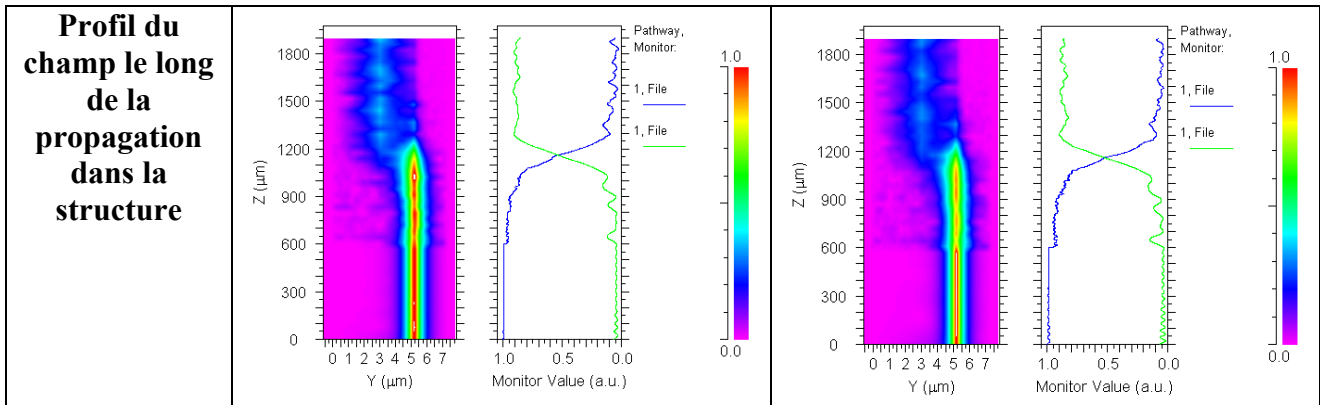 Profil du
champ le long
de la
propagation
dans la
structure
1800
1500
1200
900
600
300
0
Z (µm)
0 1 2 3 4 5 6 7
Y (µm)
1.0 0.5 0.0
Monitor Value (a.u.)
Pathway,
Monitor:
1, File
1, File
1.0
0.0
1800
1500
1200
900
600
300
0
Z (µm)
0 1 2 3 4 5 6 7
Y (µm)
1.0 0.5 0.0
Monitor Value (a.u.)
Pathway,
Monitor:
1, File
1, File
1.0
0.0